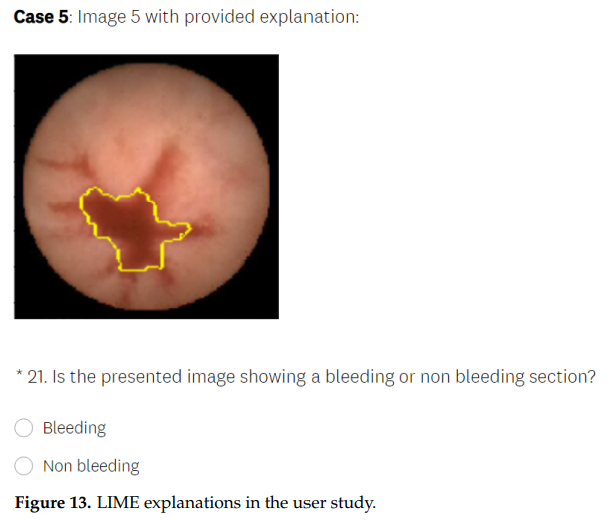 Case 5: Image 5 with provided explanation:
* 21. Is the presented image showing a bleeding or non bleeding section?
Bleeding
Non bleeding
Figure 13. LIME explanations in the user study.